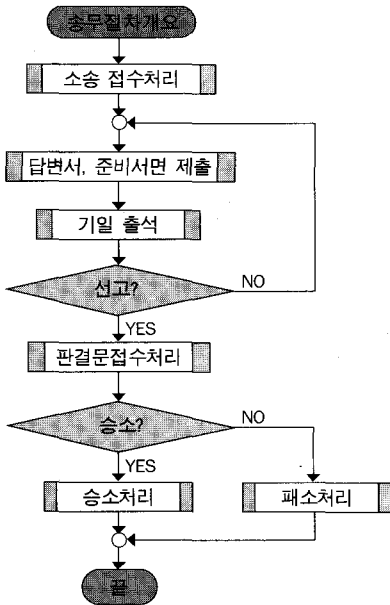 송무절차개요
소송 접수처리
답변서, 준비서면 제출
기일 출석
선고?
NO
YES
판결문접수처리
승소?
NO
YES
승소처리
패소처리
끝